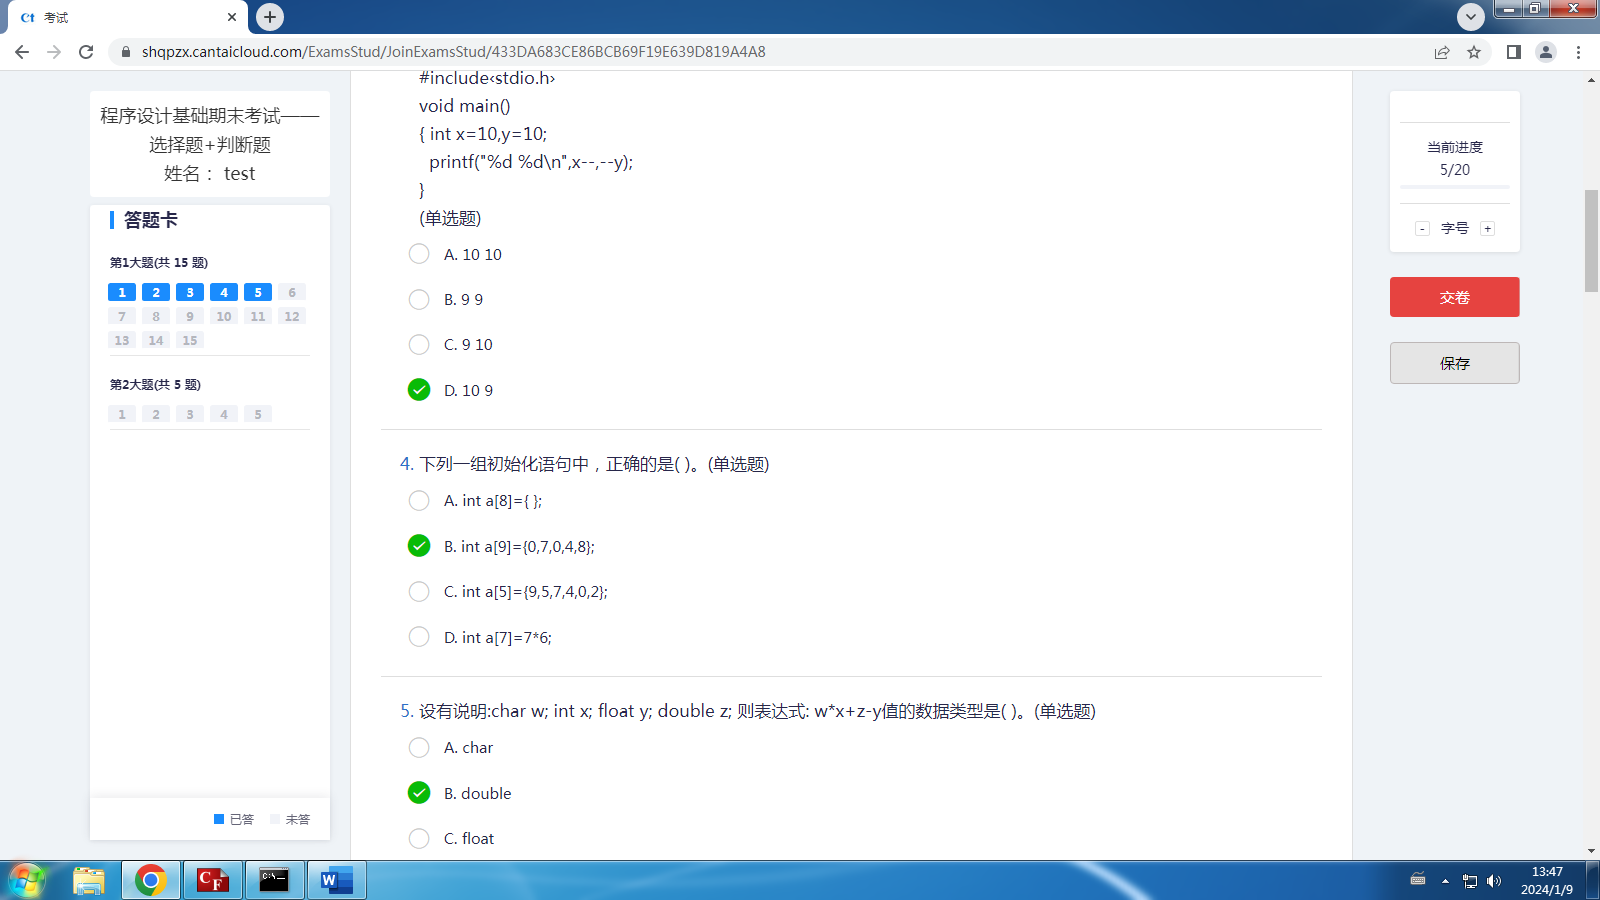 考试
shqpzx.cantaicloud.com/ExamsStud/JoinExamsStud/433DA683CE86BCB69F19E639D819A4A8
程序设计基础期末考试——
选择题+判断题
姓名： test
答题卡
第1大题(共 15 题)
1 2 3 4 5 6
7 8 9 10 11 12
13 14 15
第2大题(共 5 题)
1 2 3 4 5
已答 未答
#include‹stdio.h›
void main()
{ int x=10,y=10;
printf("%d %d\n",x--,--y);
}
(单选题)
A. 10 10
B. 9 9
C. 9 10
D. 10 9
4. 下列一组初始化语句中，正确的是( )。(单选题)
A. int a[8]={ };
B. int a[9]={0,7,0,4,8};
C. int a[5]={9,5,7,4,0,2};
D. int a[7]=7*6;
5. 设有说明:char w; int x; float y; double z; 则表达式: w*x+z-y值的数据类型是( )。(单选题)
A. char
B. double
C. float
当前进度
5/20
- 字号 +
交卷
保存
13:47
2024/1/9